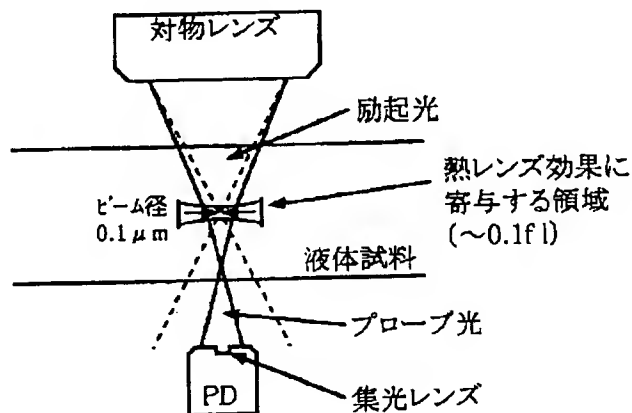 対物レンズ
励起光
熱レンズ効果に
寄与する領域
(〜0.1fl)
ビーム径
0.1μm
液体試料
プローブ光
PD
集光レンズ